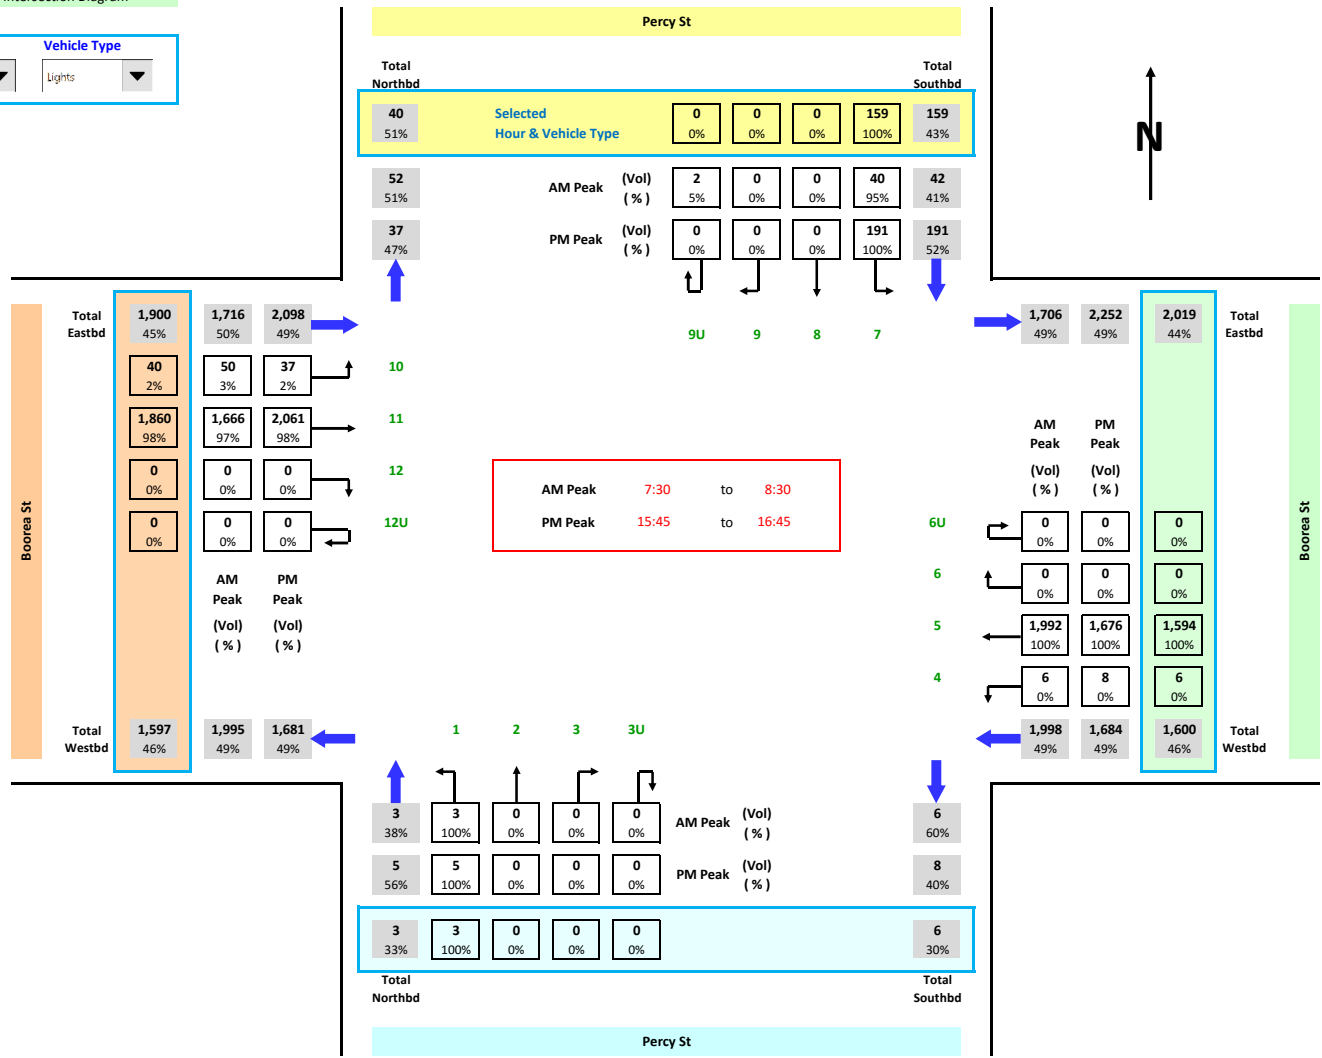 Intersection Diagram
Vehicle Type
Lights
Percy St
Total Northbd
Total Southbd
40 51%
Selected Hour & Vehicle Type
0 0%
0 0%
0 0%
159 100%
159 43%
52 51%
AM Peak (Vol) ( % )
2 5%
0 0%
0 0%
40 95%
42 41%
37 47%
PM Peak (Vol) ( % )
0 0%
0 0%
0 0%
191 100%
191 52%
9U 9 8 7
N
Boorea St
Total Eastbd
1,900 45%
1,716 50%
2,098 49%
40 2%
50 3%
37 2%
10
1,860 98%
1,666 97%
2,061 98%
11
0 0%
0 0%
0 0%
12
0 0%
0 0%
0 0%
12U
AM Peak (Vol) ( % )
PM Peak (Vol) ( % )
Total Westbd
1,597 46%
1,995 49%
1,681 49%
AM Peak 7:30 to 8:30
PM Peak 15:45 to 16:45
1,706 49%
2,252 49%
2,019 44%
Total Eastbd
AM Peak (Vol) ( % )
PM Peak (Vol) ( % )
6U
0 0%
0 0%
0 0%
6
0 0%
0 0%
0 0%
5
1,992 100%
1,676 100%
1,594 100%
4
6 0%
8 0%
6 0%
1,998 49%
1,684 49%
1,600 46%
Total Westbd
Boorea St
1 2 3 3U
3 38%
3 100%
0 0%
0 0%
0 0%
AM Peak (Vol) ( % )
6 60%
5 56%
5 100%
0 0%
0 0%
0 0%
PM Peak (Vol) ( % )
8 40%
3 33%
3 100%
0 0%
0 0%
0 0%
6 30%
Total Northbd
Total Southbd
Percy St